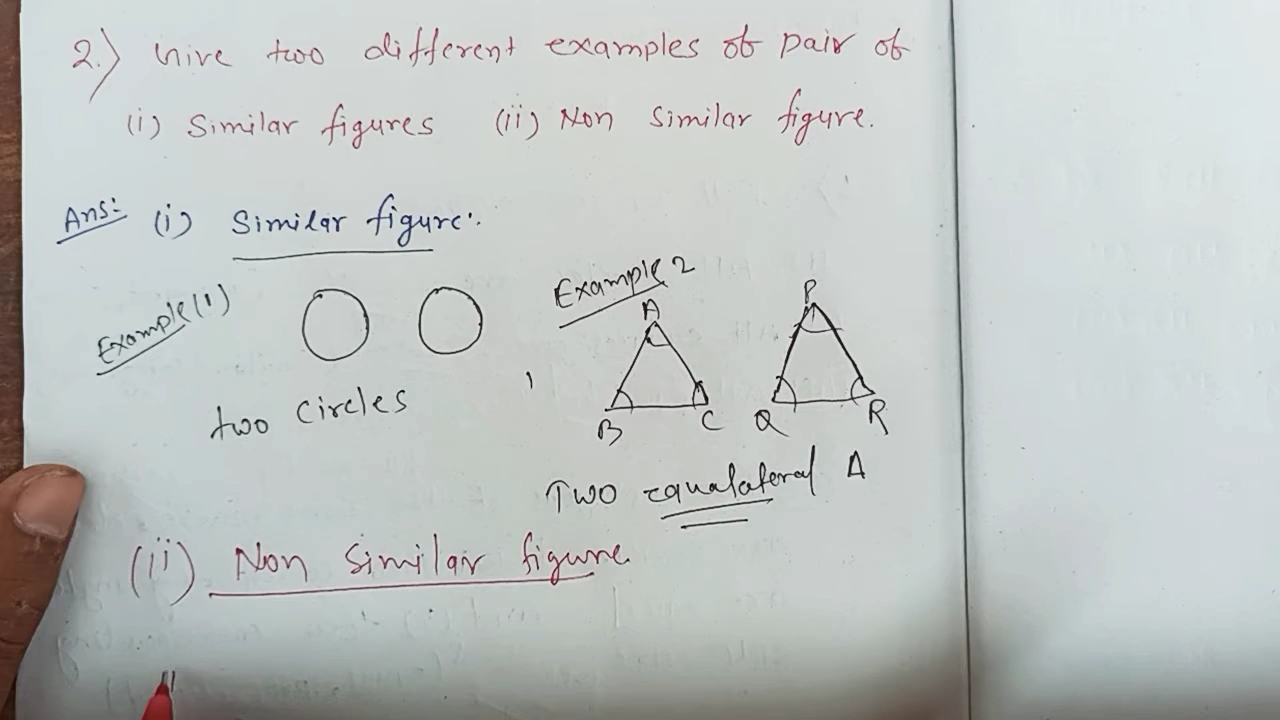 2.) Give two different examples of pair of
(i) Similar figures (ii) Non Similar figure.
Ans: (i) Similar figure:.
Example (1)
two circles
Example 2
A
B C
P
Q R
Two equalateral Δ
(ii) Non Similar figure.